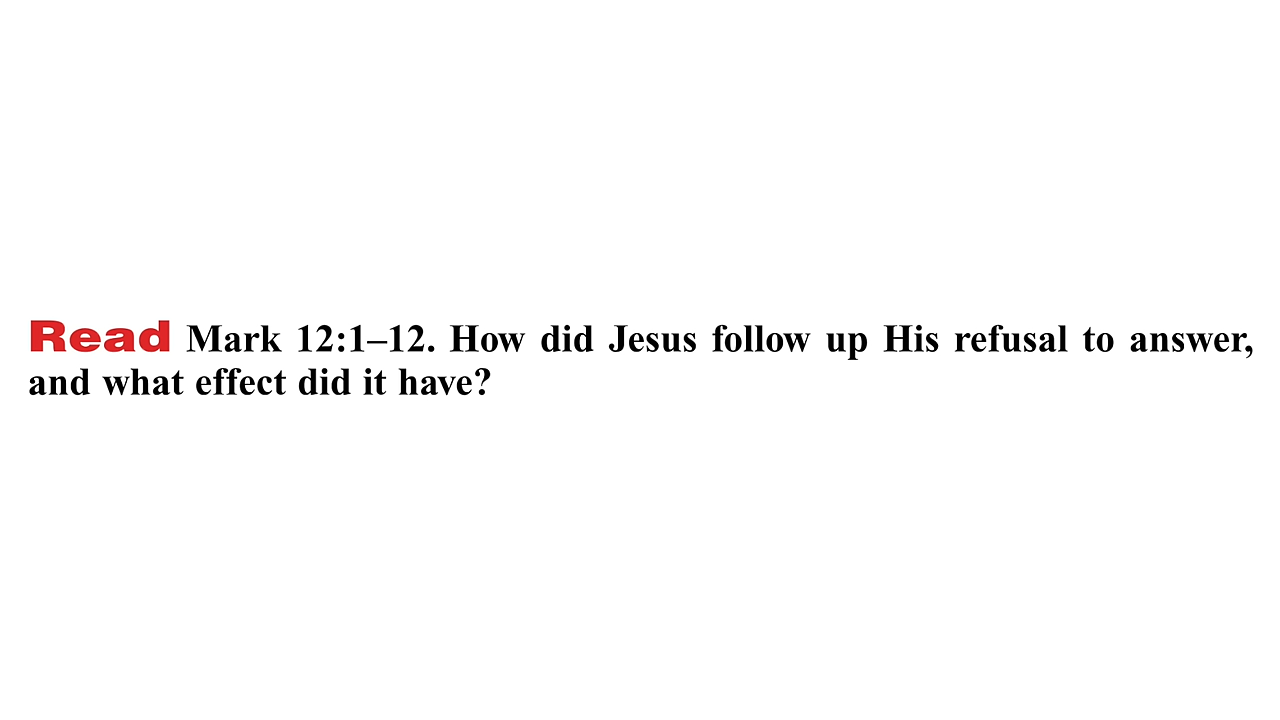 Read Mark 12:1–12. How did Jesus follow up His refusal to answer,
and what effect did it have?